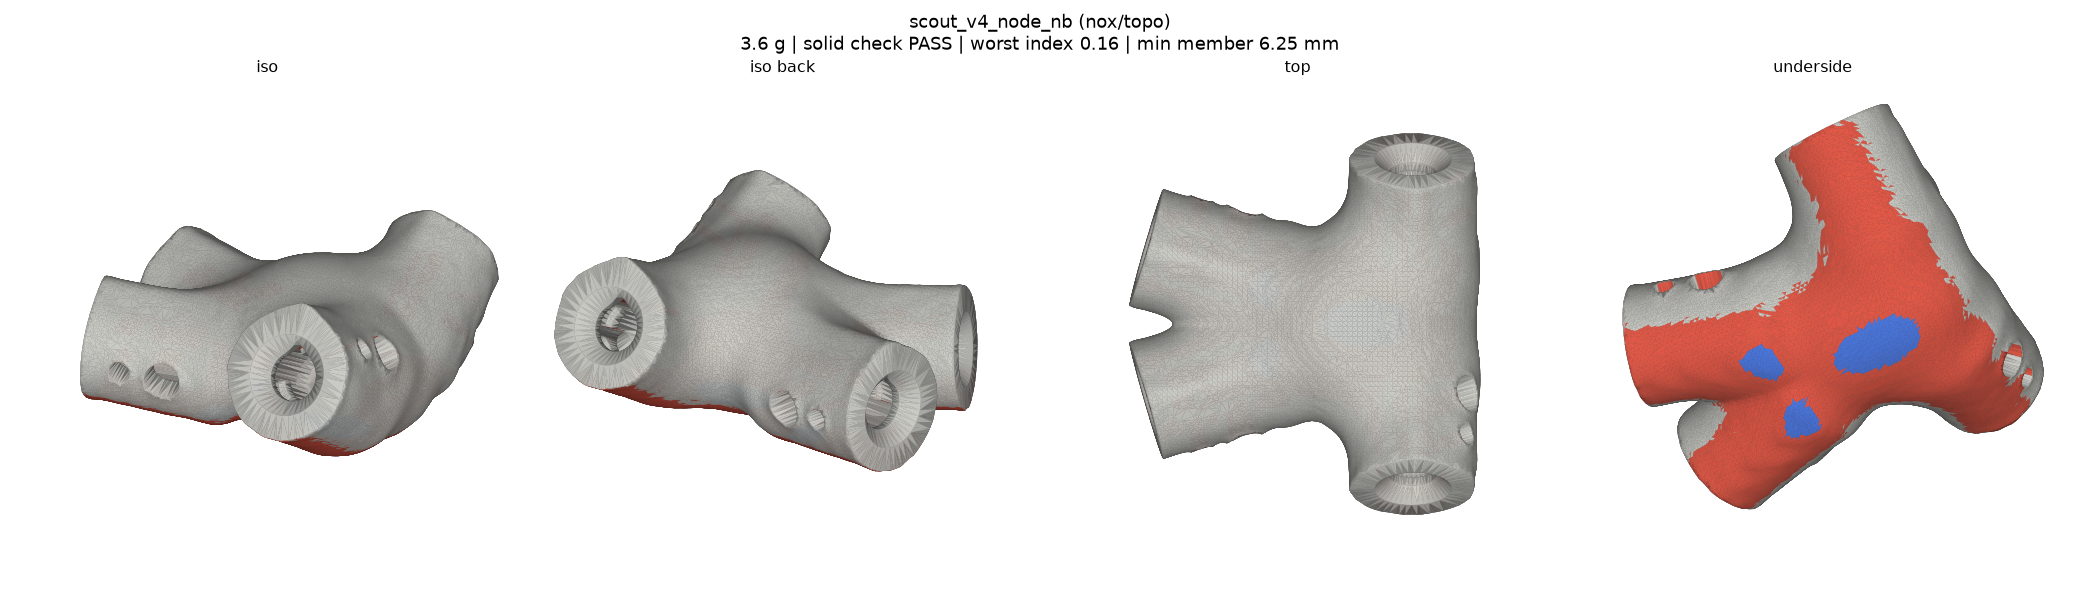 scout_v4_node_nb (nox/topo)
3.6 g | solid check PASS | worst index 0.16 | min member 6.25 mm
iso
iso back
top
underside